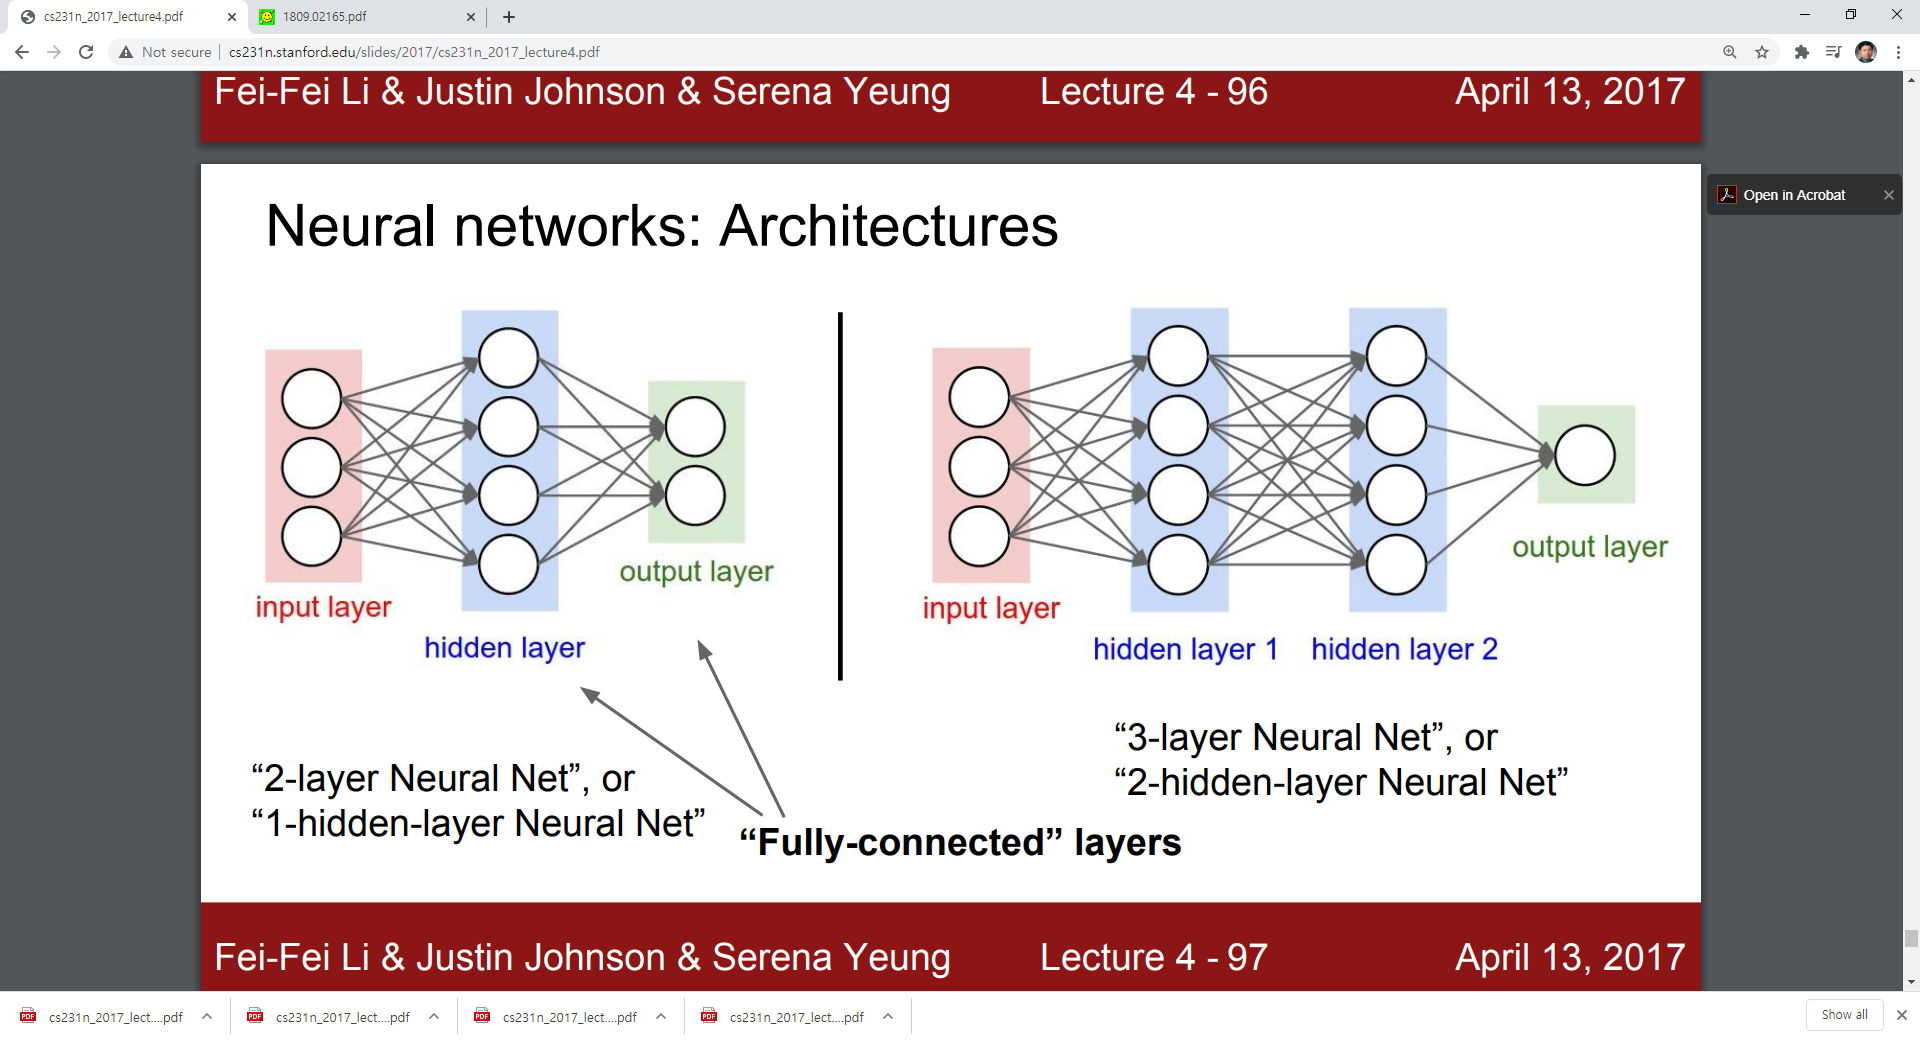 cs231n_2017_lecture4.pdf
1809.02165.pdf
Not secure
cs231n.stanford.edu/slides/2017/cs231n_2017_lecture4.pdf
Fei-Fei Li & Justin Johnson & Serena Yeung Lecture 4 - 96 April 13, 2017
Open in Acrobat
Neural networks: Architectures
input layer
hidden layer
output layer
input layer
hidden layer 1
hidden layer 2
output layer
“2-layer Neural Net”, or
“1-hidden-layer Neural Net”
“3-layer Neural Net”, or
“2-hidden-layer Neural Net”
“Fully-connected” layers
Fei-Fei Li & Justin Johnson & Serena Yeung Lecture 4 - 97 April 13, 2017
PDF cs231n_2017_lect....pdf
PDF cs231n_2017_lect....pdf
PDF cs231n_2017_lect....pdf
PDF cs231n_2017_lect....pdf
Show all